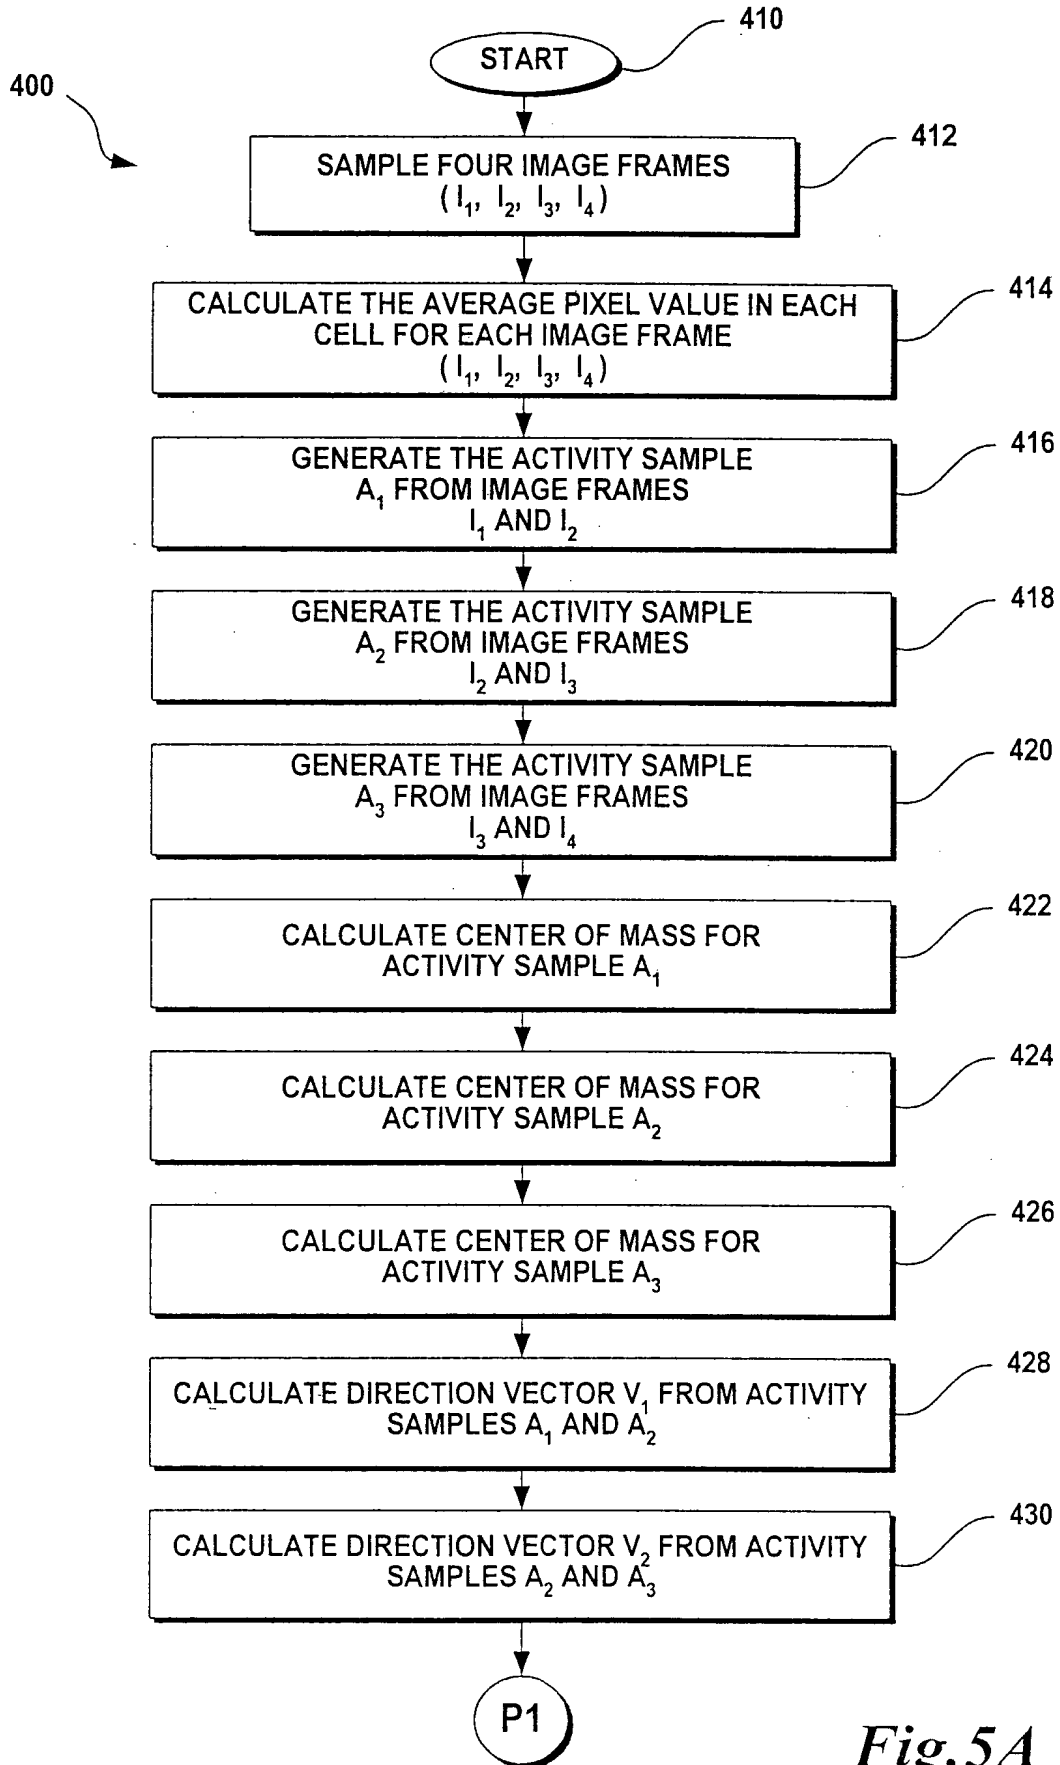 410
START
400
412
SAMPLE FOUR IMAGE FRAMES
( I₁, I₂, I₃, I₄ )
414
CALCULATE THE AVERAGE PIXEL VALUE IN EACH
CELL FOR EACH IMAGE FRAME
( I₁, I₂, I₃, I₄ )
416
GENERATE THE ACTIVITY SAMPLE
A₁ FROM IMAGE FRAMES
I₁ AND I₂
418
GENERATE THE ACTIVITY SAMPLE
A₂ FROM IMAGE FRAMES
I₂ AND I₃
420
GENERATE THE ACTIVITY SAMPLE
A₃ FROM IMAGE FRAMES
I₃ AND I₄
422
CALCULATE CENTER OF MASS FOR
ACTIVITY SAMPLE A₁
424
CALCULATE CENTER OF MASS FOR
ACTIVITY SAMPLE A₂
426
CALCULATE CENTER OF MASS FOR
ACTIVITY SAMPLE A₃
428
CALCULATE DIRECTION VECTOR V₁ FROM ACTIVITY
SAMPLES A₁ AND A₂
430
CALCULATE DIRECTION VECTOR V₂ FROM ACTIVITY
SAMPLES A₂ AND A₃
P1
Fig.5A